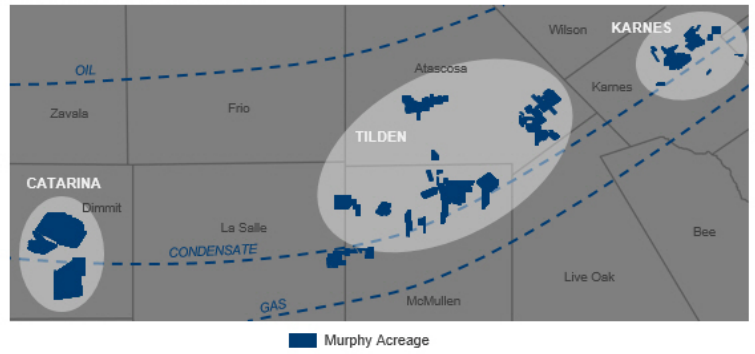 Wilson
KARNES
OIL
Atascosa
Karnes
Zavala
Frio
TILDEN
CATARINA
Dimmit
La Salle
CONDENSATE
Bee
GAS
McMullen
Live Oak
Murphy Acreage